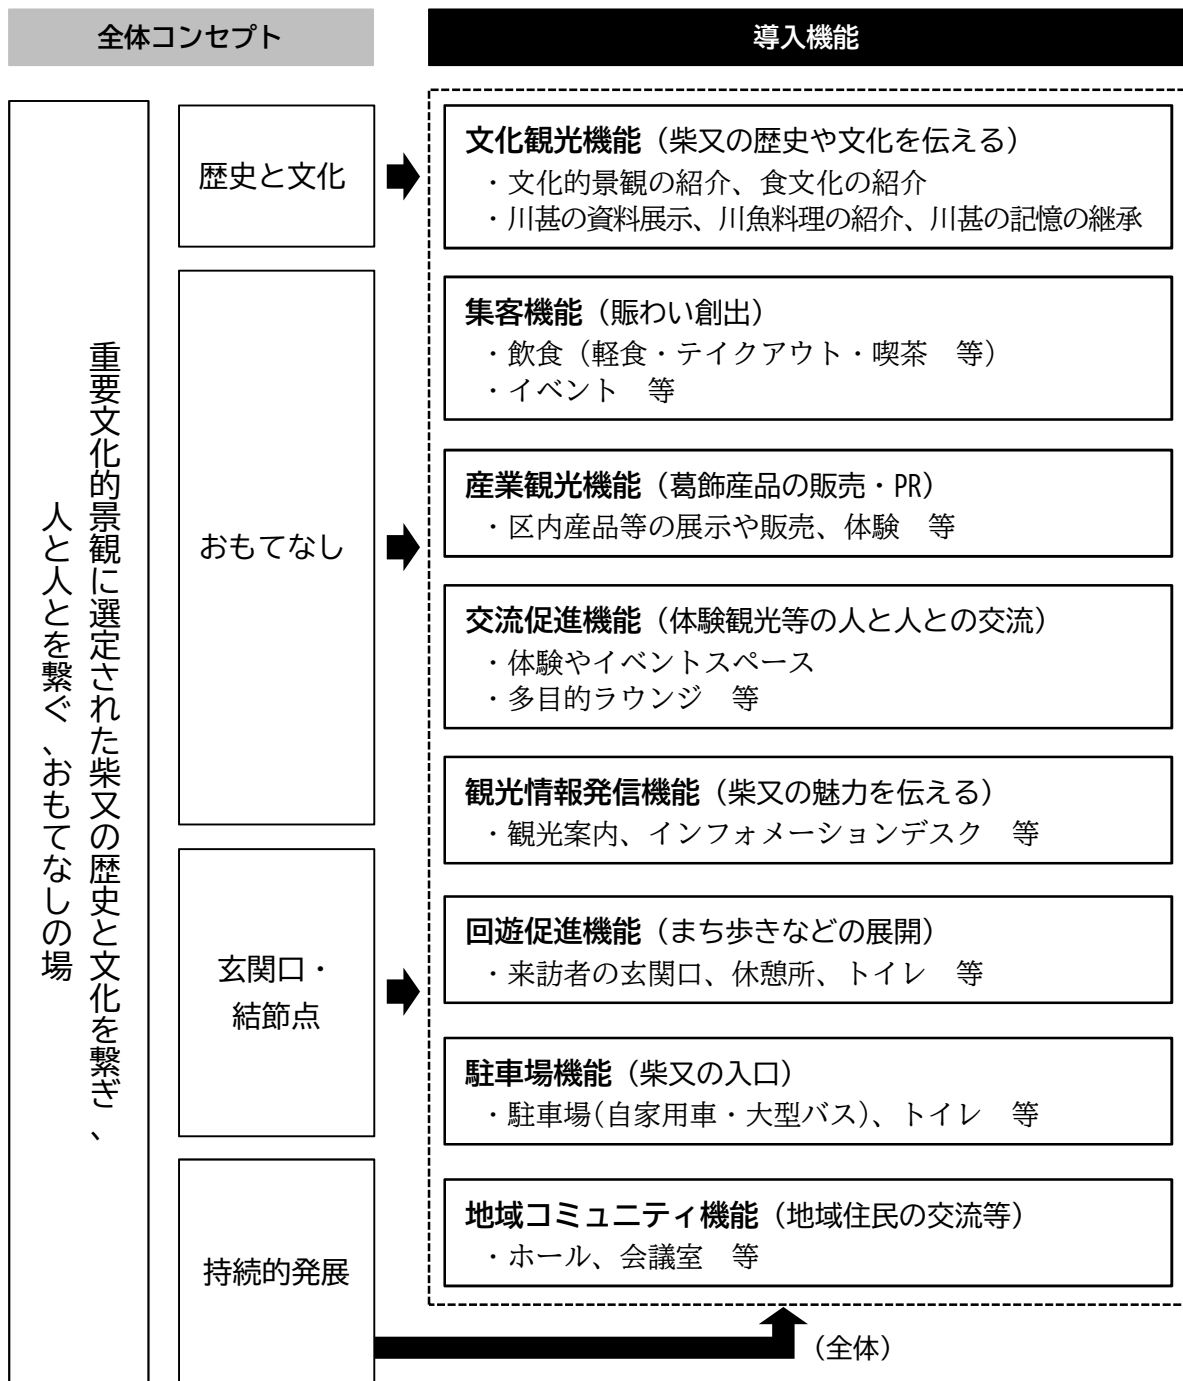 全体コンセプト
導入機能
重要文化的景観に選定された柴又の歴史と文化を繋ぎ、
人と人とを繋ぐ、おもてなしの場
歴史と文化
文化観光機能（柴又の歴史や文化を伝える）
・文化的景観の紹介、食文化の紹介
・川甚の資料展示、川魚料理の紹介、川甚の記憶の継承
おもてなし
集客機能（賑わい創出）
・飲食（軽食・テイクアウト・喫茶　等）
・イベント　等
産業観光機能（葛飾産品の販売・PR）
・区内産品等の展示や販売、体験　等
交流促進機能（体験観光等の人と人との交流）
・体験やイベントスペース
・多目的ラウンジ　等
観光情報発信機能（柴又の魅力を伝える）
・観光案内、インフォメーションデスク　等
玄関口・
結節点
回遊促進機能（まち歩きなどの展開）
・来訪者の玄関口、休憩所、トイレ　等
駐車場機能（柴又の入口）
・駐車場（自家用車・大型バス）、トイレ　等
持続的発展
地域コミュニティ機能（地域住民の交流等）
・ホール、会議室　等
（全体）